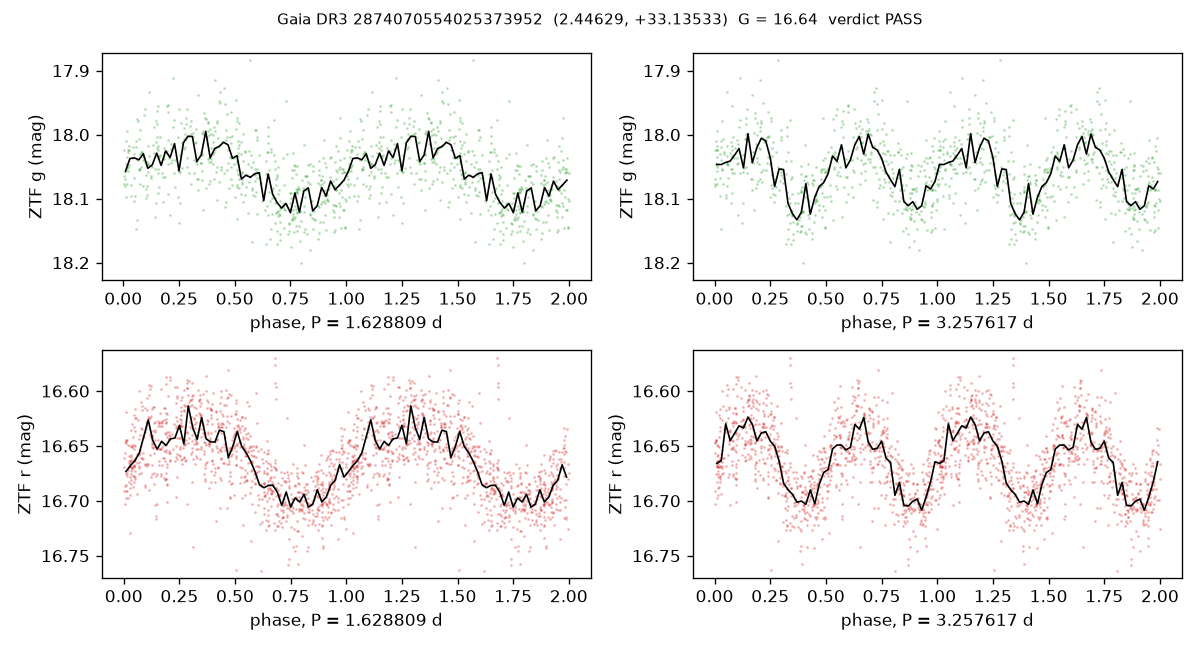 Gaia DR3 2874070554025373952 (2.44629, +33.13533) G = 16.64 verdict PASS
ZTF g (mag)
17.9
18.0
18.1
18.2
0.00 0.25 0.50 0.75 1.00 1.25 1.50 1.75 2.00
phase, P = 1.628809 d
ZTF g (mag)
17.9
18.0
18.1
18.2
0.00 0.25 0.50 0.75 1.00 1.25 1.50 1.75 2.00
phase, P = 3.257617 d
ZTF r (mag)
16.60
16.65
16.70
16.75
0.00 0.25 0.50 0.75 1.00 1.25 1.50 1.75 2.00
phase, P = 1.628809 d
ZTF r (mag)
16.60
16.65
16.70
16.75
0.00 0.25 0.50 0.75 1.00 1.25 1.50 1.75 2.00
phase, P = 3.257617 d